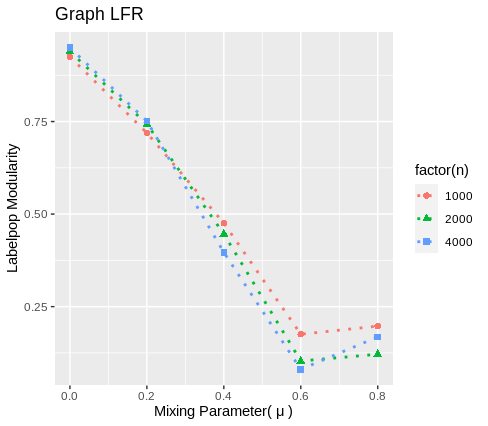 Graph LFR
Labelpop Modularity
0.75
0.50
0.25
0.0 0.2 0.4 0.6 0.8
Mixing Parameter( μ )
factor(n)
1000
2000
4000